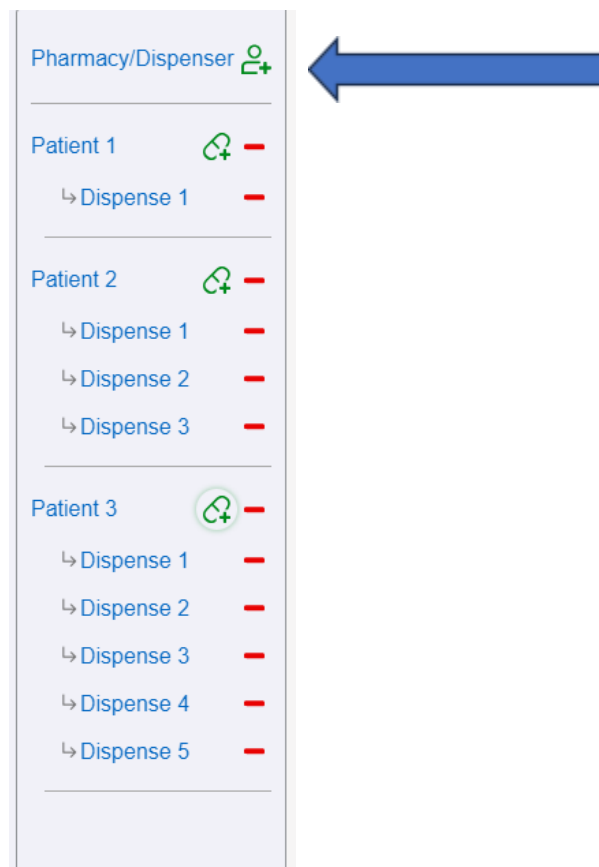 Pharmacy/Dispenser
Patient 1
Dispense 1
Patient 2
Dispense 1
Dispense 2
Dispense 3
Patient 3
Dispense 1
Dispense 2
Dispense 3
Dispense 4
Dispense 5